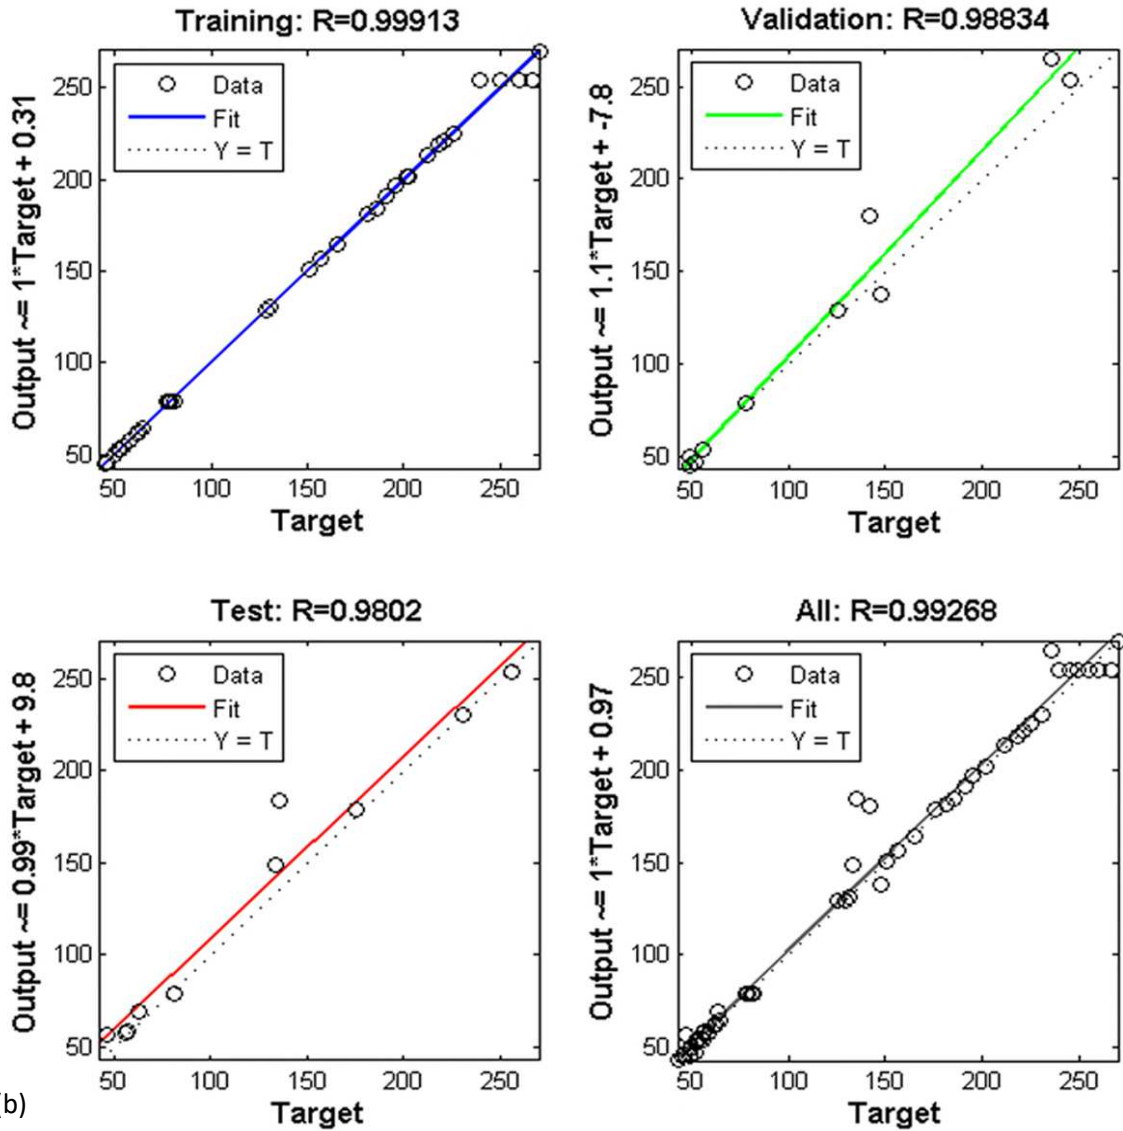 Training: R=0.99913
Output ~= 1*Target + 0.31
Data
Fit
Y = T
250
200
150
100
50
50 100 150 200 250
Target
Validation: R=0.98834
Output ~= 1.1*Target + -7.8
Data
Fit
Y = T
250
200
150
100
50
50 100 150 200 250
Target
Test: R=0.9802
Output ~= 0.99*Target + 9.8
Data
Fit
Y = T
250
200
150
100
50
50 100 150 200 250
Target
All: R=0.99268
Output ~= 1*Target + 0.97
Data
Fit
Y = T
250
200
150
100
50
50 100 150 200 250
Target
(b)